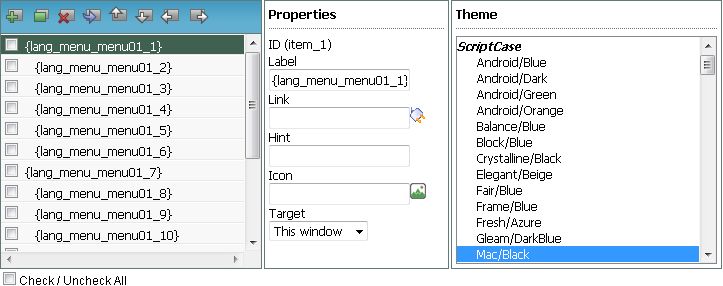 {lang_menu_menu01_1}
{lang_menu_menu01_2}
{lang_menu_menu01_3}
{lang_menu_menu01_4}
{lang_menu_menu01_5}
{lang_menu_menu01_6}
{lang_menu_menu01_7}
{lang_menu_menu01_8}
{lang_menu_menu01_9}
{lang_menu_menu01_10}
Check / Uncheck All
Properties
ID (item_1)
Label
{lang_menu_menu01_1}
Link
Hint
Icon
Target
This window
Theme
ScriptCase
Android/Blue
Android/Dark
Android/Green
Android/Orange
Balance/Blue
Block/Blue
Crystalline/Black
Elegant/Beige
Fair/Blue
Frame/Blue
Fresh/Azure
Gleam/DarkBlue
Mac/Black